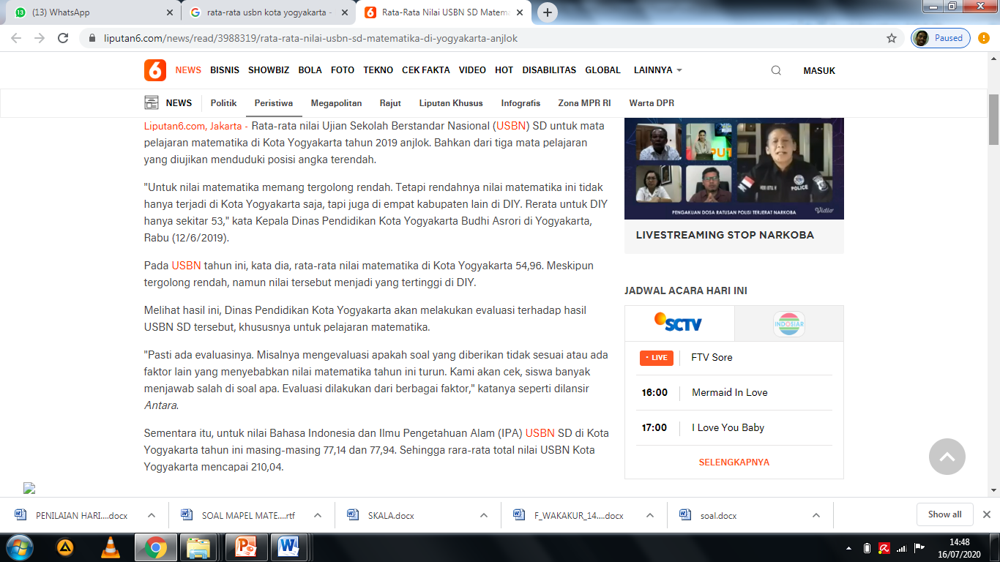 (13) WhatsApp
rata-rata usbn kota yogyakarta -
Rata-Rata Nilai USBN SD Matema
liputan6.com/news/read/3988319/rata-rata-nilai-usbn-sd-matematika-di-yogyakarta-anjlok
Paused
6 NEWS BISNIS SHOWBIZ BOLA FOTO TEKNO CEK FAKTA VIDEO HOT DISABILITAS GLOBAL LAINNYA MASUK
NEWS Politik Peristiwa Megapolitan Rajut Liputan Khusus Infografis Zona MPR RI Warta DPR
Liputan6.com, Jakarta - Rata-rata nilai Ujian Sekolah Berstandar Nasional (USBN) SD untuk mata
pelajaran matematika di Kota Yogyakarta tahun 2019 anjlok. Bahkan dari tiga mata pelajaran
yang diujikan menduduki posisi angka terendah.
"Untuk nilai matematika memang tergolong rendah. Tetapi rendahnya nilai matematika ini tidak
hanya terjadi di Kota Yogyakarta saja, tapi juga di empat kabupaten lain di DIY. Rerata untuk DIY
hanya sekitar 53," kata Kepala Dinas Pendidikan Kota Yogyakarta Budhi Asrori di Yogyakarta,
Rabu (12/6/2019).
Pada USBN tahun ini, kata dia, rata-rata nilai matematika di Kota Yogyakarta 54,96. Meskipun
tergolong rendah, namun nilai tersebut menjadi yang tertinggi di DIY.
Melihat hasil ini, Dinas Pendidikan Kota Yogyakarta akan melakukan evaluasi terhadap hasil
USBN SD tersebut, khususnya untuk pelajaran matematika.
"Pasti ada evaluasinya. Misalnya mengevaluasi apakah soal yang diberikan tidak sesuai atau ada
faktor lain yang menyebabkan nilai matematika tahun ini turun. Kami akan cek, siswa banyak
menjawab salah di soal apa. Evaluasi dilakukan dari berbagai faktor," katanya seperti dilansir
Antara.
Sementara itu, untuk nilai Bahasa Indonesia dan Ilmu Pengetahuan Alam (IPA) USBN SD di Kota
Yogyakarta tahun ini masing-masing 77,14 dan 77,94. Sehingga rara-rata total nilai USBN Kota
Yogyakarta mencapai 210,04.
POLICE
PENGAKUAN DOSA RATUSAN POLISI TERJERAT NARKOBA
Vidio
LIVESTREAMING STOP NARKOBA
JADWAL ACARA HARI INI
SCTV INDOSIAR
• LIVE FTV Sore
16:00 Mermaid In Love
17:00 I Love You Baby
SELENGKAPNYA
PENILAIAN HARI....docx
SOAL MAPEL MATE....rtf
SKALA.docx
F_WAKAKUR_14....docx
soal.docx
Show all
14:48
16/07/2020